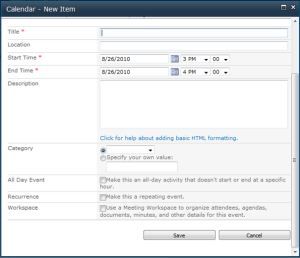 Calendar - New Item
Title *
Location
Start Time *
8/26/2010
3 PM
00
End Time *
8/26/2010
4 PM
00
Description
Click for help about adding basic HTML formatting.
Category
Specify your own value:
All Day Event
Make this an all-day activity that doesn't start or end at a specific
hour.
Recurrence
Make this a repeating event.
Workspace
Use a Meeting Workspace to organize attendees, agendas,
documents, minutes, and other details for this event.
Save
Cancel